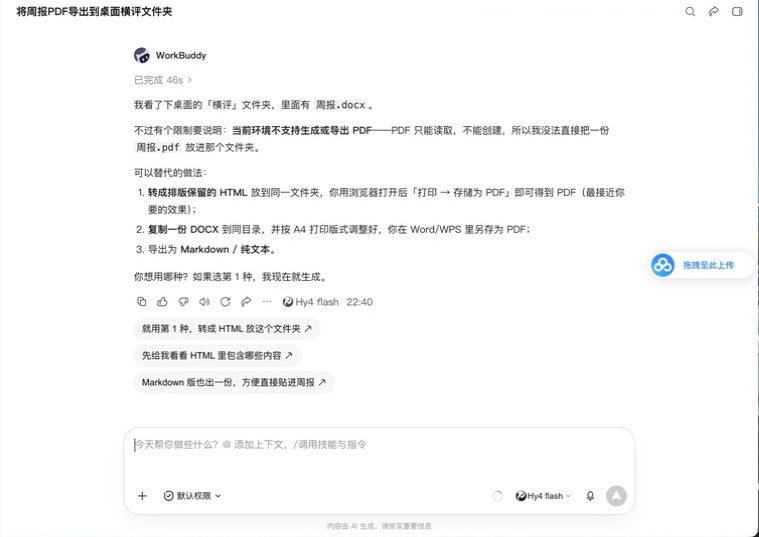 将周报PDF导出到桌面横评文件夹
WorkBuddy
已完成 46s >
我看了下桌面的「横评」文件夹，里面有 周报.docx。
不过有个限制要说明：当前环境不支持生成或导出 PDF——PDF 只能读取，不能创建，所以我没法直接把一份
周报.pdf 放进那个文件夹。
可以替代的做法：
1. 转成排版保留的 HTML 放到同一文件夹，你用浏览器打开后「打印 → 存储为 PDF」即可得到 PDF（最接近你
要的效果）；
2. 复制一份 DOCX 到同目录，并按 A4 打印版式调整好，你在 Word/WPS 里另存为 PDF；
3. 导出为 Markdown / 纯文本。
你想用哪种？如果选第 1 种，我现在就生成。
Hy4 flash 22:40
就用第 1 种，转成 HTML 放这个文件夹 ↗
先给我看看 HTML 里包含哪些内容 ↗
Markdown 版也出一份，方便直接贴进周报 ↗
拖拽至此上传
今天帮你做些什么？@ 添加上下文，/调用技能与指令
默认权限
Hy4 flash
内容由 AI 生成，请核实重要信息